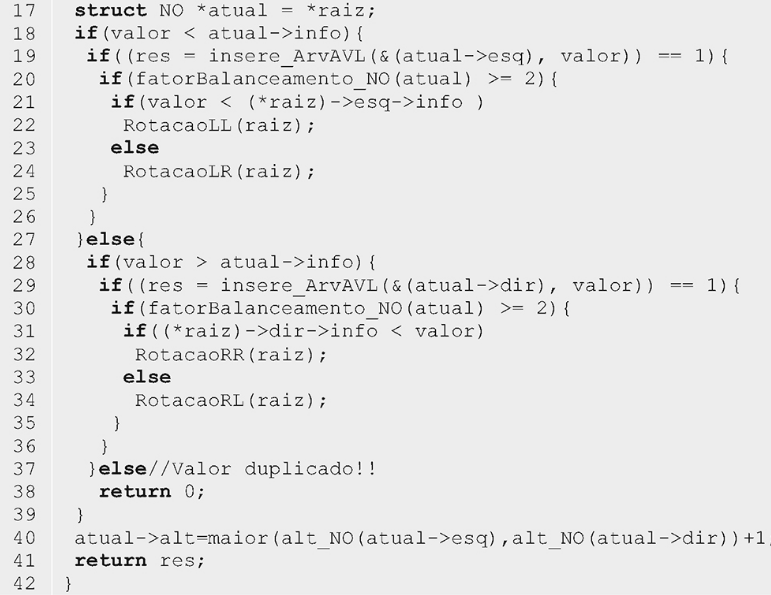 17 struct NO *atual = *raiz;
18 if(valor < atual->info){
19 if((res = insere_ArvAVL(&(atual->esq), valor)) == 1){
20 if(fatorBalanceamento_NO(atual) >= 2){
21 if(valor < (*raiz)->esq->info )
22 RotacaoLL(raiz);
23 else
24 RotacaoLR(raiz);
25 }
26 }
27 }else{
28 if(valor > atual->info){
29 if((res = insere_ArvAVL(&(atual->dir), valor)) == 1){
30 if(fatorBalanceamento_NO(atual) >= 2){
31 if((*raiz)->dir->info < valor)
32 RotacaoRR(raiz);
33 else
34 RotacaoRL(raiz);
35 }
36 }
37 }else//Valor duplicado!!
38 return 0;
39 }
40 atual->alt=maior(alt_NO(atual->esq),alt_NO(atual->dir))+1;
41 return res;
42 }